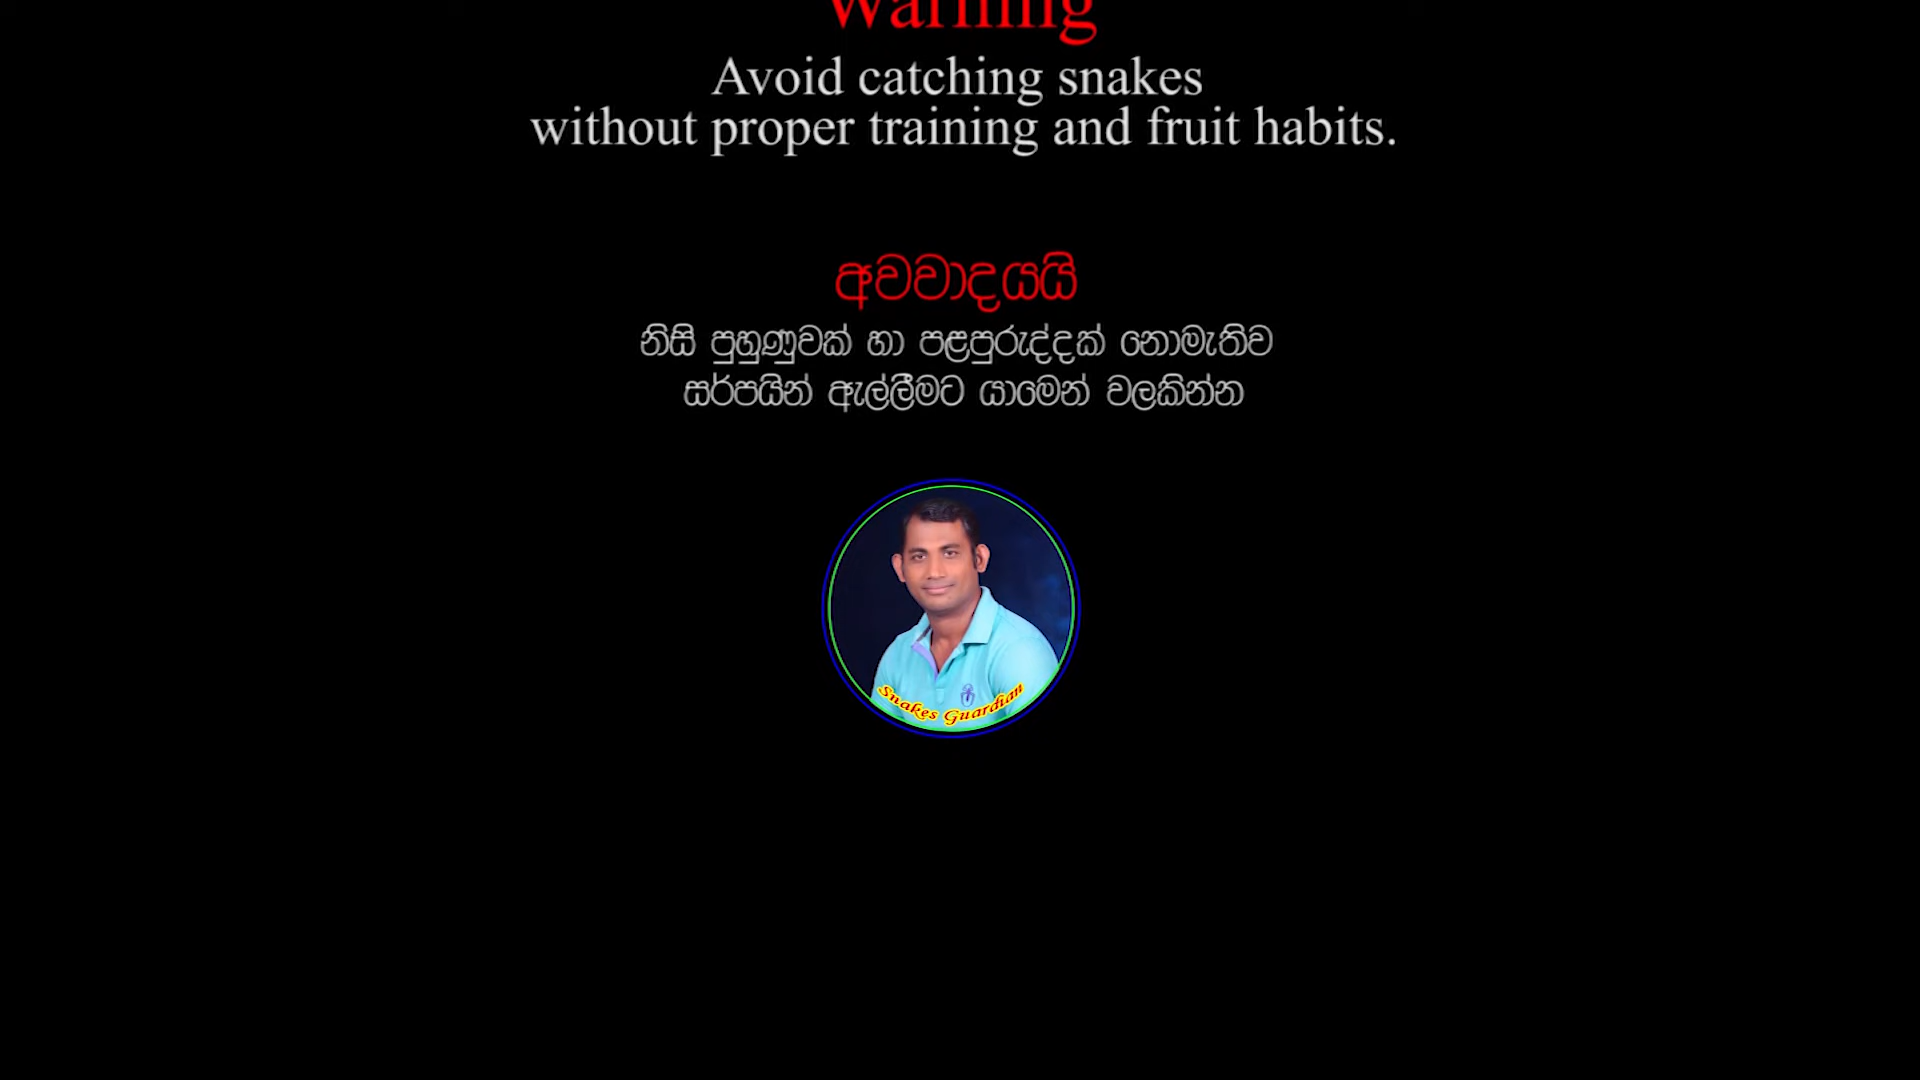 Warning
Avoid catching snakes
without proper training and fruit habits.
අවවාදයයි
නිසි පුහුණුවක් හා පළපුරුද්දක් නොමැතිව
සර්පයින් ඇල්ලීමට යාමෙන් වලකින්න
Snakes Guardian